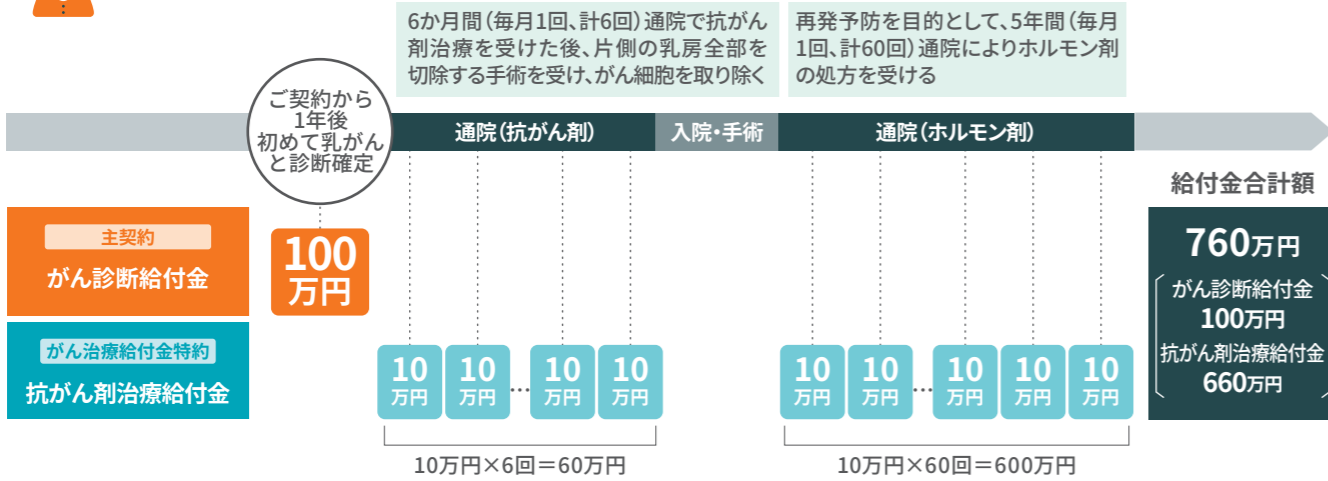 6か月間(毎月1回、計6回)通院で抗がん
剤治療を受けた後、片側の乳房全部を
切除する手術を受け、がん細胞を取り除く
再発予防を目的として、5年間(毎月
1回、計60回)通院によりホルモン剤
の処方を受ける
ご契約から
1年後
初めて乳がん
と診断確定
通院(抗がん剤)
入院・手術
通院(ホルモン剤)
給付金合計額
主契約
がん診断給付金
100
万円
760万円
がん診断給付金
100万円
抗がん剤治療給付金
660万円
がん治療給付金特約
抗がん剤治療給付金
10
万円
10
万円
…
10
万円
10
万円
10
万円
10
万円
…
10
万円
10
万円
10
万円
10万円×6回=60万円
10万円×60回=600万円